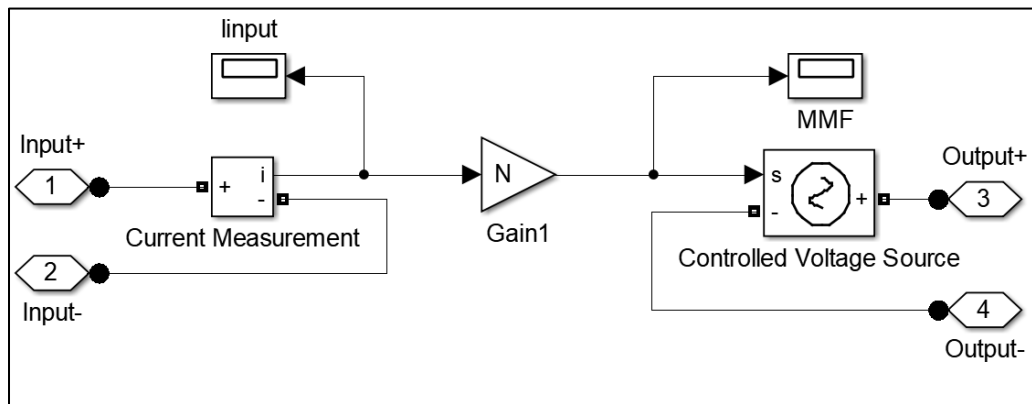 Iinput
MMF
Input+
1
+
i
-
Current Measurement
N
Gain1
s
-
+
Controlled Voltage Source
Output+
3
2
Input-
4
Output-